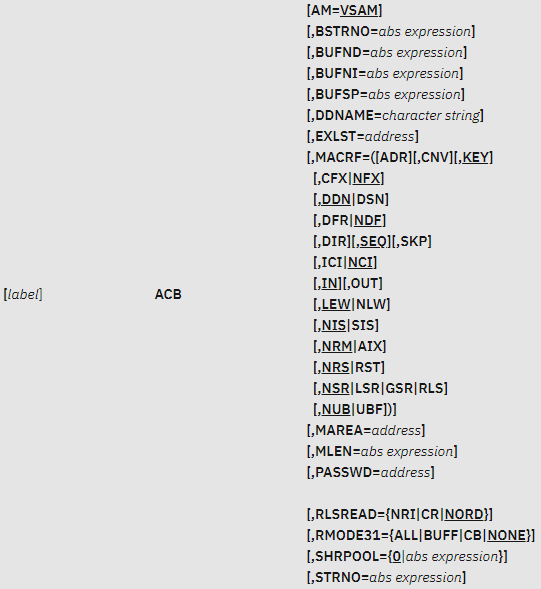 [AM=VSAM]
[,BSTRNO=abs expression]
[,BUFND=abs expression]
[,BUFNI=abs expression]
[,BUFSP=abs expression]
[,DDNAME=character string]
[,EXLST=address]
[,MACRF=([ADR][,CNV][,KEY]
[,CFX|NFX]
[,DDN|DSN]
[,DFR|NDF]
[,DIR][,SEQ][,SKP]
[,ICI|NCI]
[,IN][,OUT]
[label] ACB
[,LEW|NLW]
[,NIS|SIS]
[,NRM|AIX]
[,NRS|RST]
[,NSR|LSR|GSR|RLS]
[,NUB|UBF])]
[,MAREA=address]
[,MLEN=abs expression]
[,PASSWD=address]
[,RLSREAD={NRI|CR|NORD}]
[,RMODE31={ALL|BUFF|CB|NONE}]
[,SHRPOOL={0|abs expression}]
[,STRNO=abs expression]